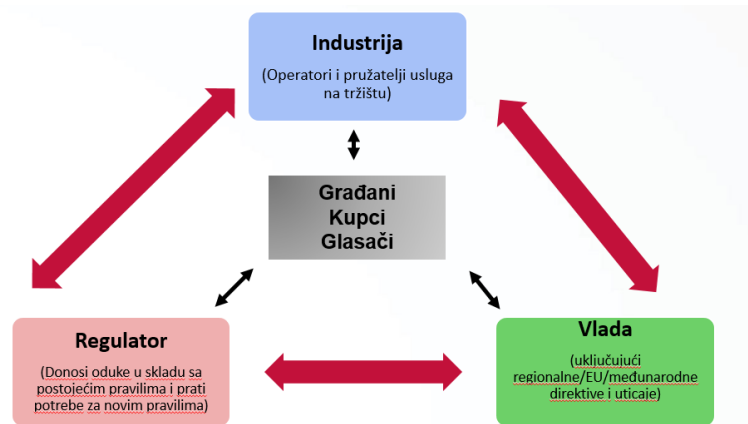 Industrija
(Operatori i pružatelji usluga
na tržištu)
Građani
Kupci
Glasači
Regulator
(Donosi oduke u skladu sa
postojećim pravilima i prati
potrebe za novim pravilima)
Vlada
(uključujući
regionalne/EU/međunarodne
direktive i uticaje)